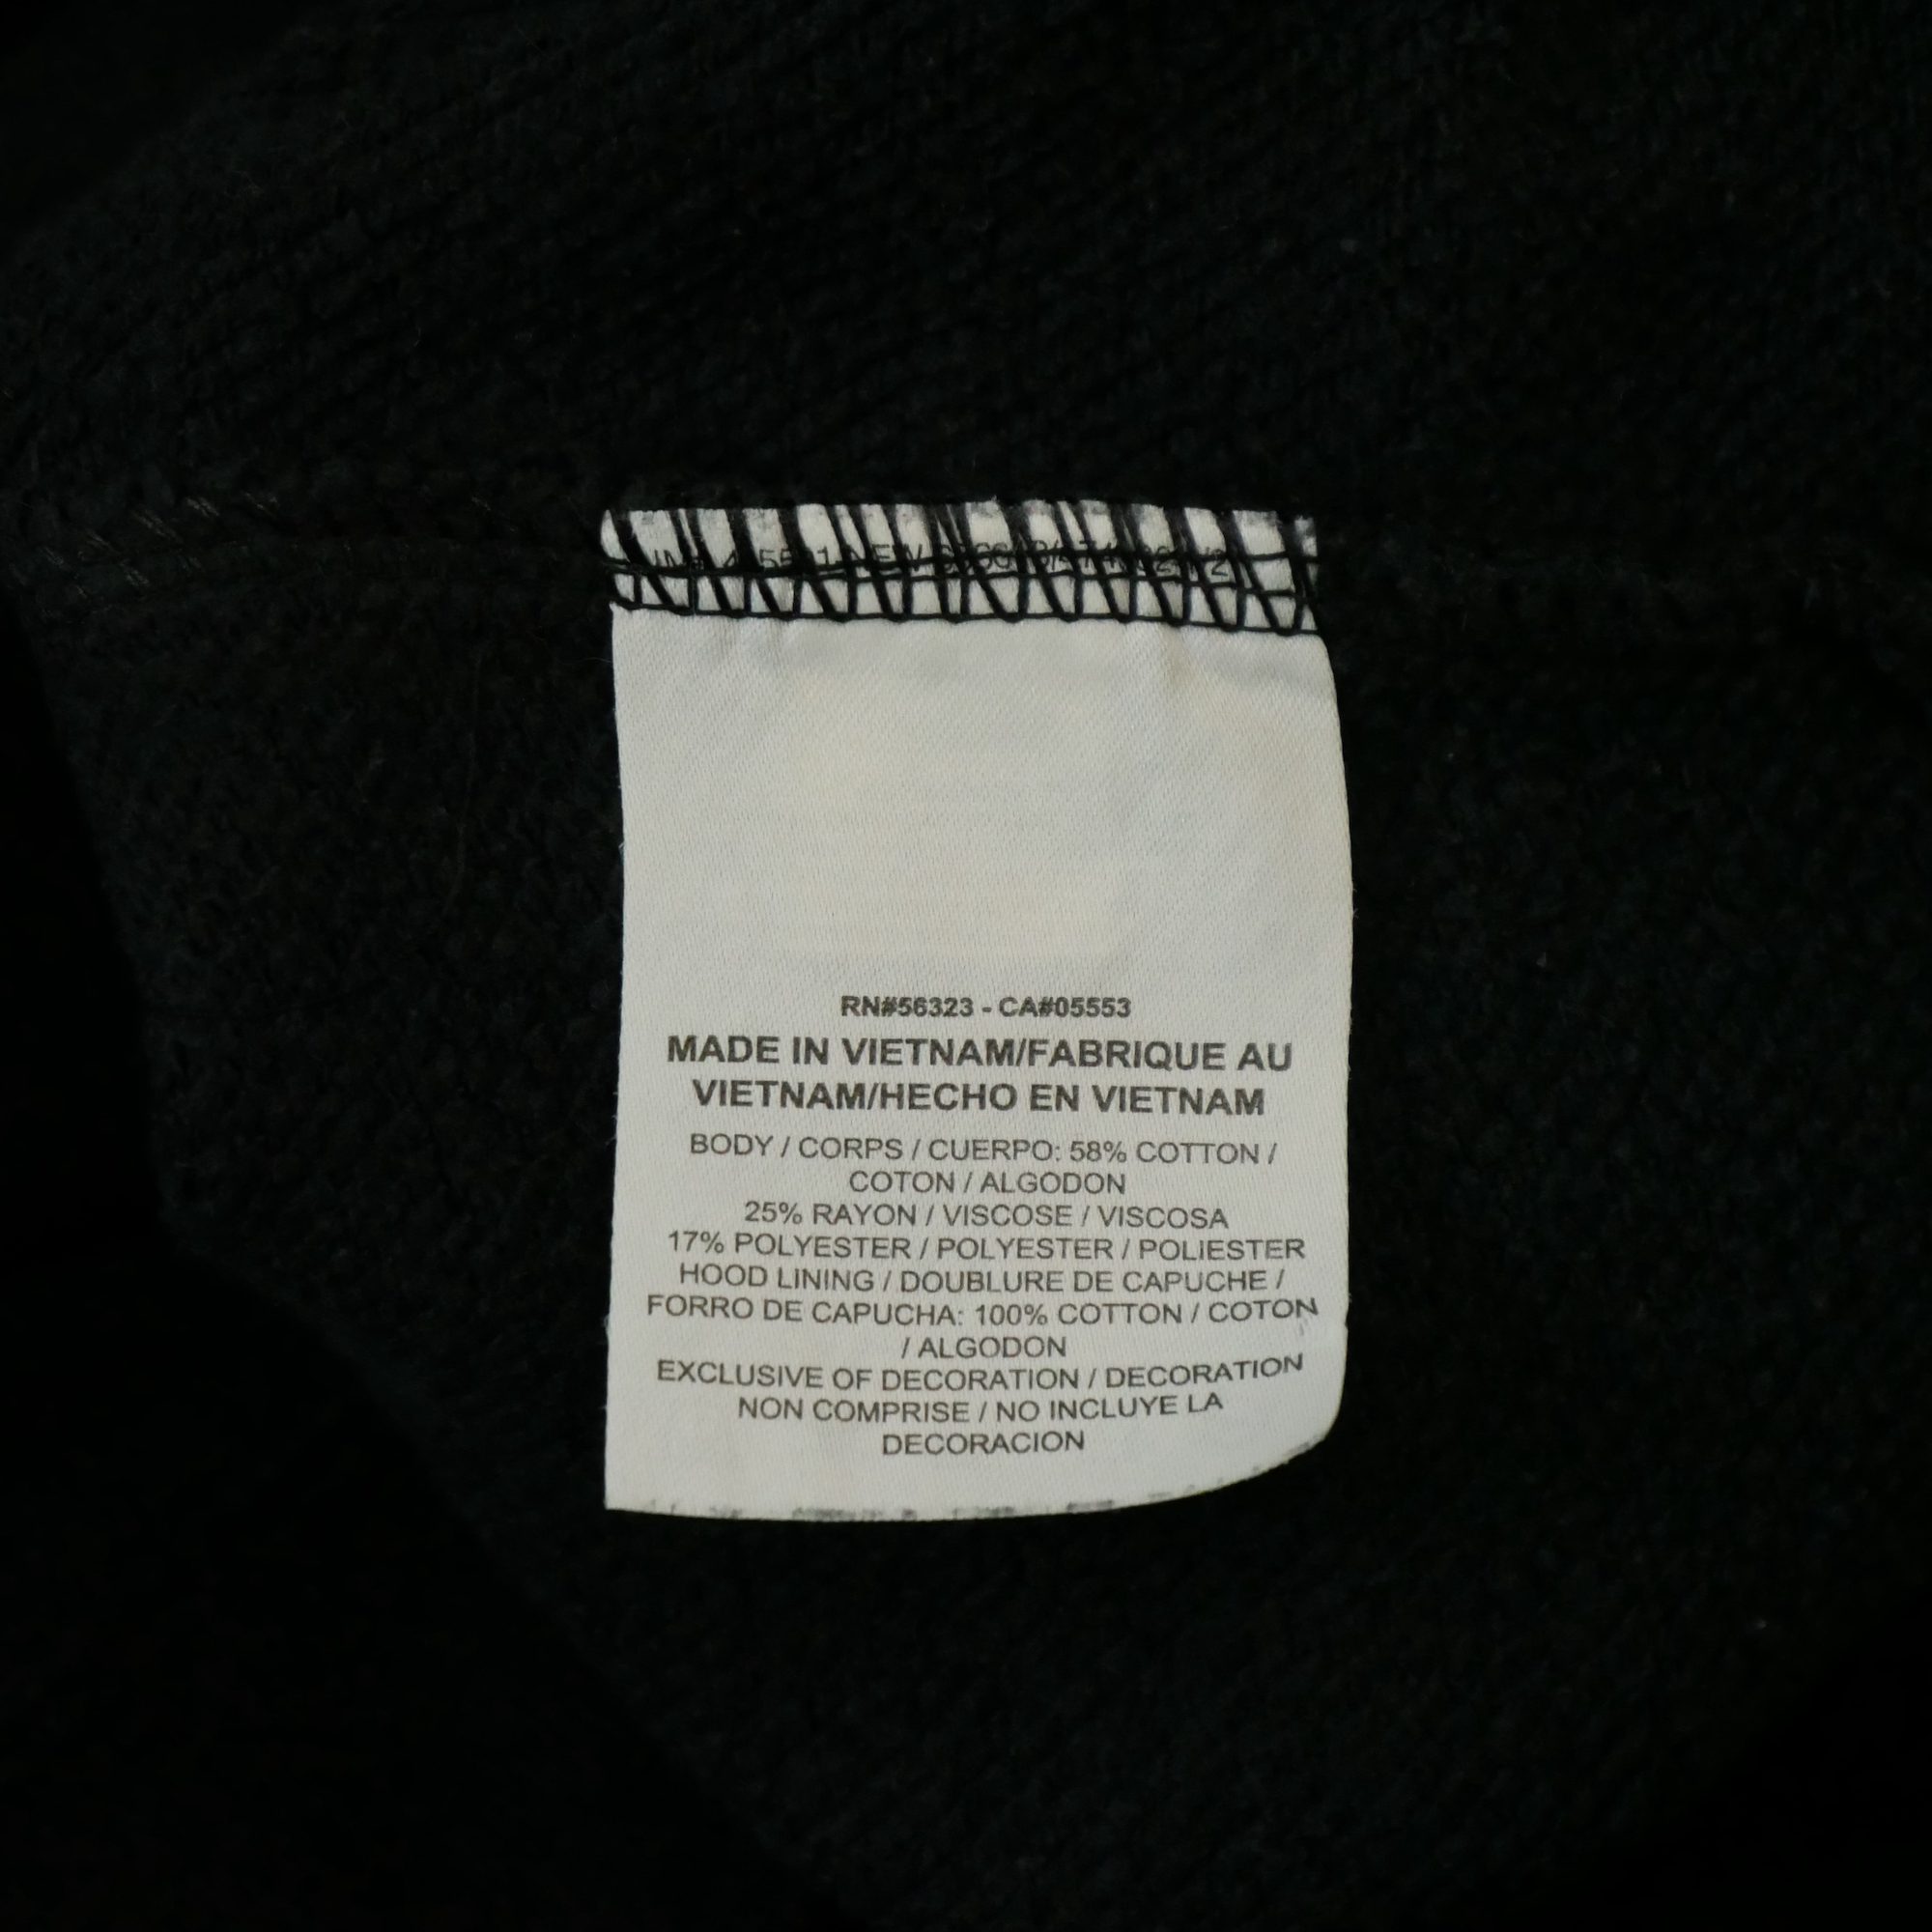 RN#56323 - CA#05553
MADE IN VIETNAM/FABRIQUE AU
VIETNAM/HECHO EN VIETNAM
BODY / CORPS / CUERPO: 58% COTTON /
COTON / ALGODON
25% RAYON / VISCOSE / VISCOSA
17% POLYESTER / POLYESTER / POLIESTER
HOOD LINING / DOUBLURE DE CAPUCHE /
FORRO DE CAPUCHA: 100% COTTON / COTON
/ ALGODON
EXCLUSIVE OF DECORATION / DECORATION
NON COMPRISE / NO INCLUYE LA
DECORACION